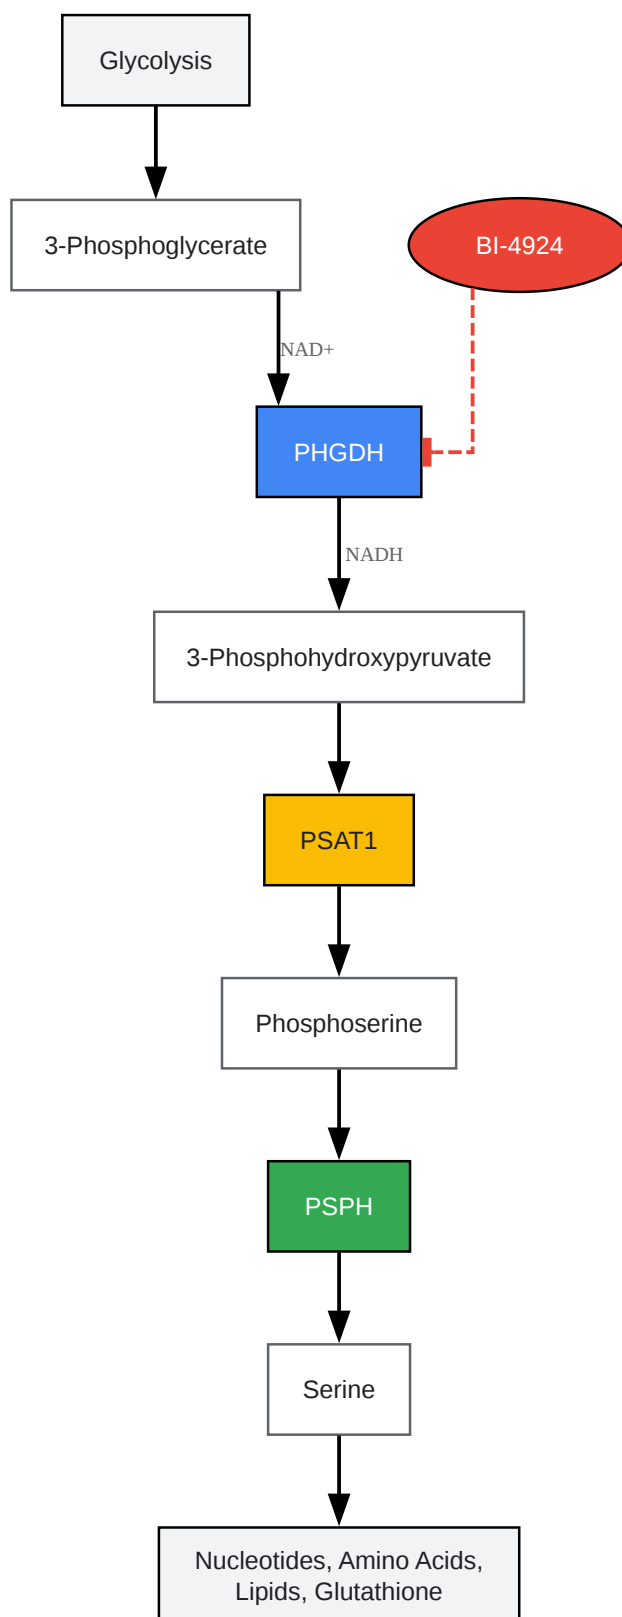 Glycolysis
3-Phosphoglycerate
BI-4924
NAD+
PHGDH
NADH
3-Phosphohydroxypyruvate
PSAT1
Phosphoserine
PSPH
Serine
Nucleotides, Amino Acids,
Lipids, Glutathione